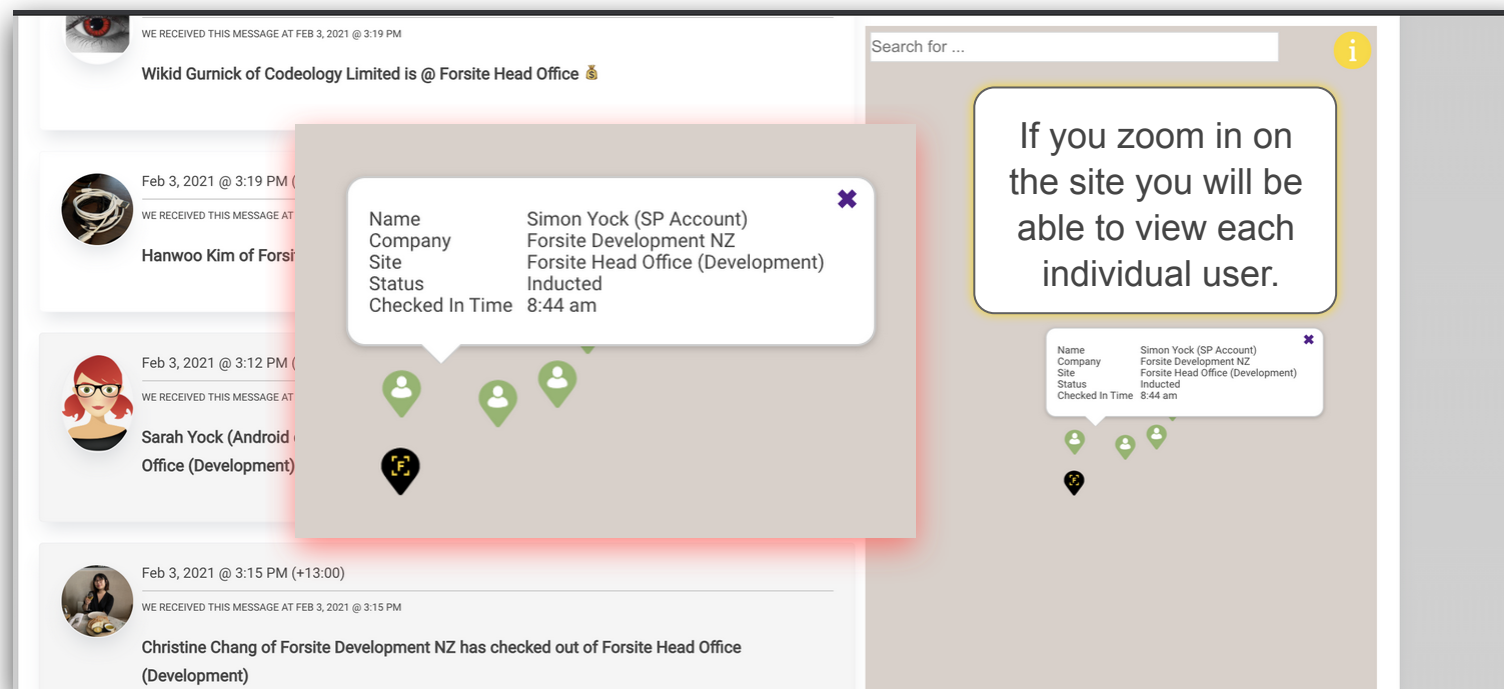 WE RECEIVED THIS MESSAGE AT FEB 3, 2021 @ 3:19 PM
Wikid Gurnick of Codeology Limited is @ Forsite Head Office 💰
Feb 3, 2021 @ 3:19 PM (
WE RECEIVED THIS MESSAGE AT
Hanwoo Kim of Forsi
Feb 3, 2021 @ 3:12 PM (
WE RECEIVED THIS MESSAGE AT
Sarah Yock (Android
Office (Development)
Feb 3, 2021 @ 3:15 PM (+13:00)
WE RECEIVED THIS MESSAGE AT FEB 3, 2021 @ 3:15 PM
Christine Chang of Forsite Development NZ has checked out of Forsite Head Office
(Development)
Name Simon Yock (SP Account)
Company Forsite Development NZ
Site Forsite Head Office (Development)
Status Inducted
Checked In Time 8:44 am
F
Search for ...
i
If you zoom in on
the site you will be
able to view each
individual user.
Name Simon Yock (SP Account)
Company Forsite Development NZ
Site Forsite Head Office (Development)
Status Inducted
Checked In Time 8:44 am
F